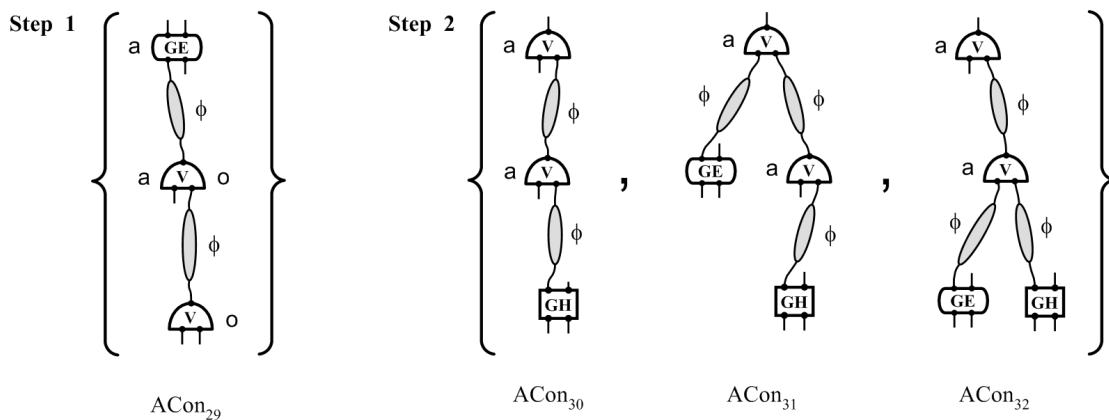 Step 1
a GE
ϕ
a V o
ϕ
V o
ACon₂₉
Step 2
a V
ϕ
a V
ϕ
GH
ACon₃₀
,
a V
ϕ ϕ
GE a V
ϕ
GH
ACon₃₁
,
a V
ϕ
a V
ϕ ϕ
GE GH
ACon₃₂